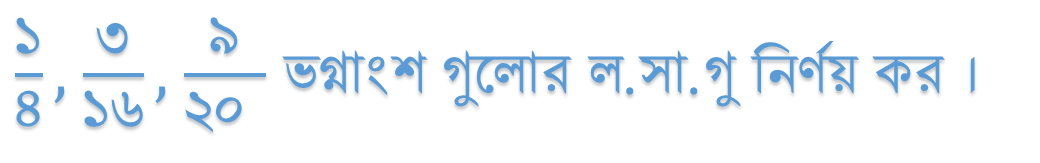 ১/৪, ৩/১৬, ৯/২০ ভগ্নাংশ গুলোর ল.সা.গু নির্ণয় কর ।